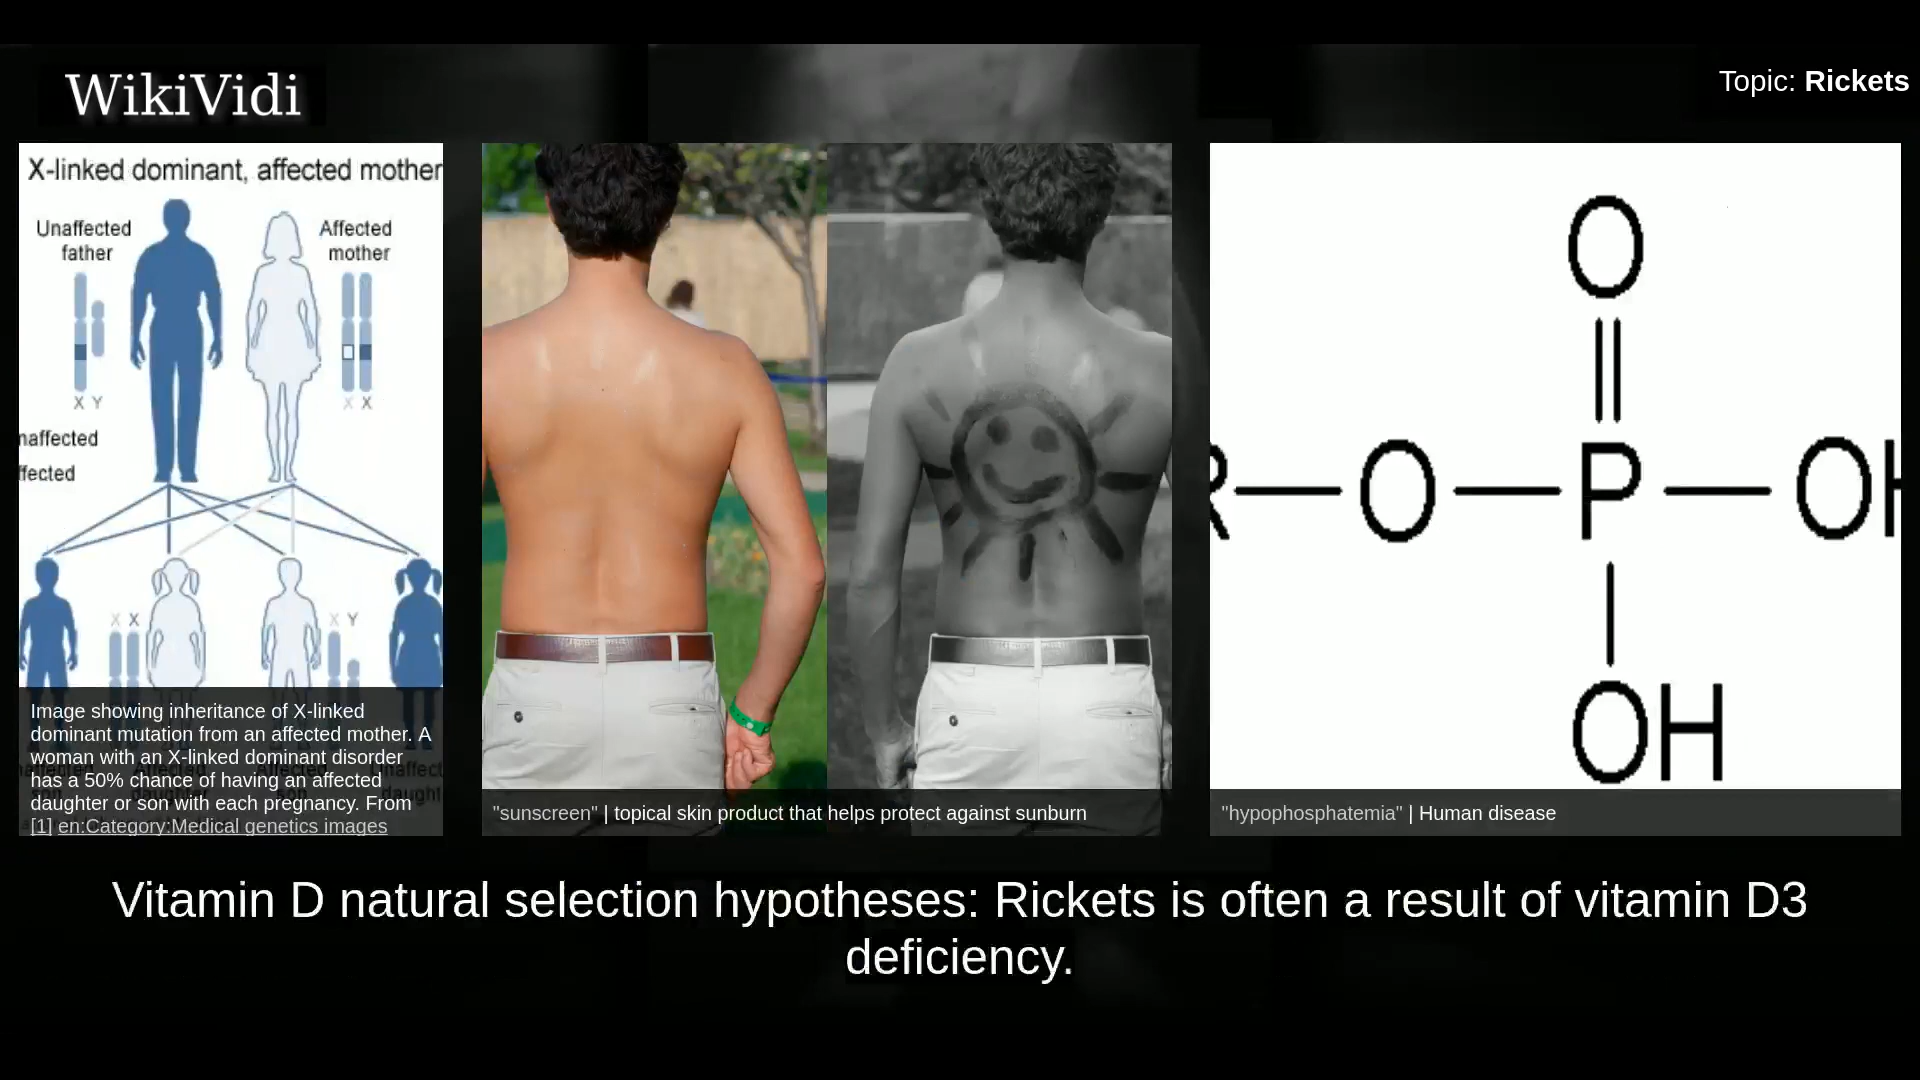 WikiVidi
Topic: Rickets
X-linked dominant, affected mother
Unaffected
father
Affected
mother
X Y
X X
naffected
ffected
X X
X Y
Image showing inheritance of X-linked
dominant mutation from an affected mother. A
woman with an X-linked dominant disorder
has a 50% chance of having an affected
daughter or son with each pregnancy. From
[1] en:Category:Medical genetics images
"sunscreen" | topical skin product that helps protect against sunburn
O
R—O—P—OH
OH
"hypophosphatemia" | Human disease
Vitamin D natural selection hypotheses: Rickets is often a result of vitamin D3
deficiency.